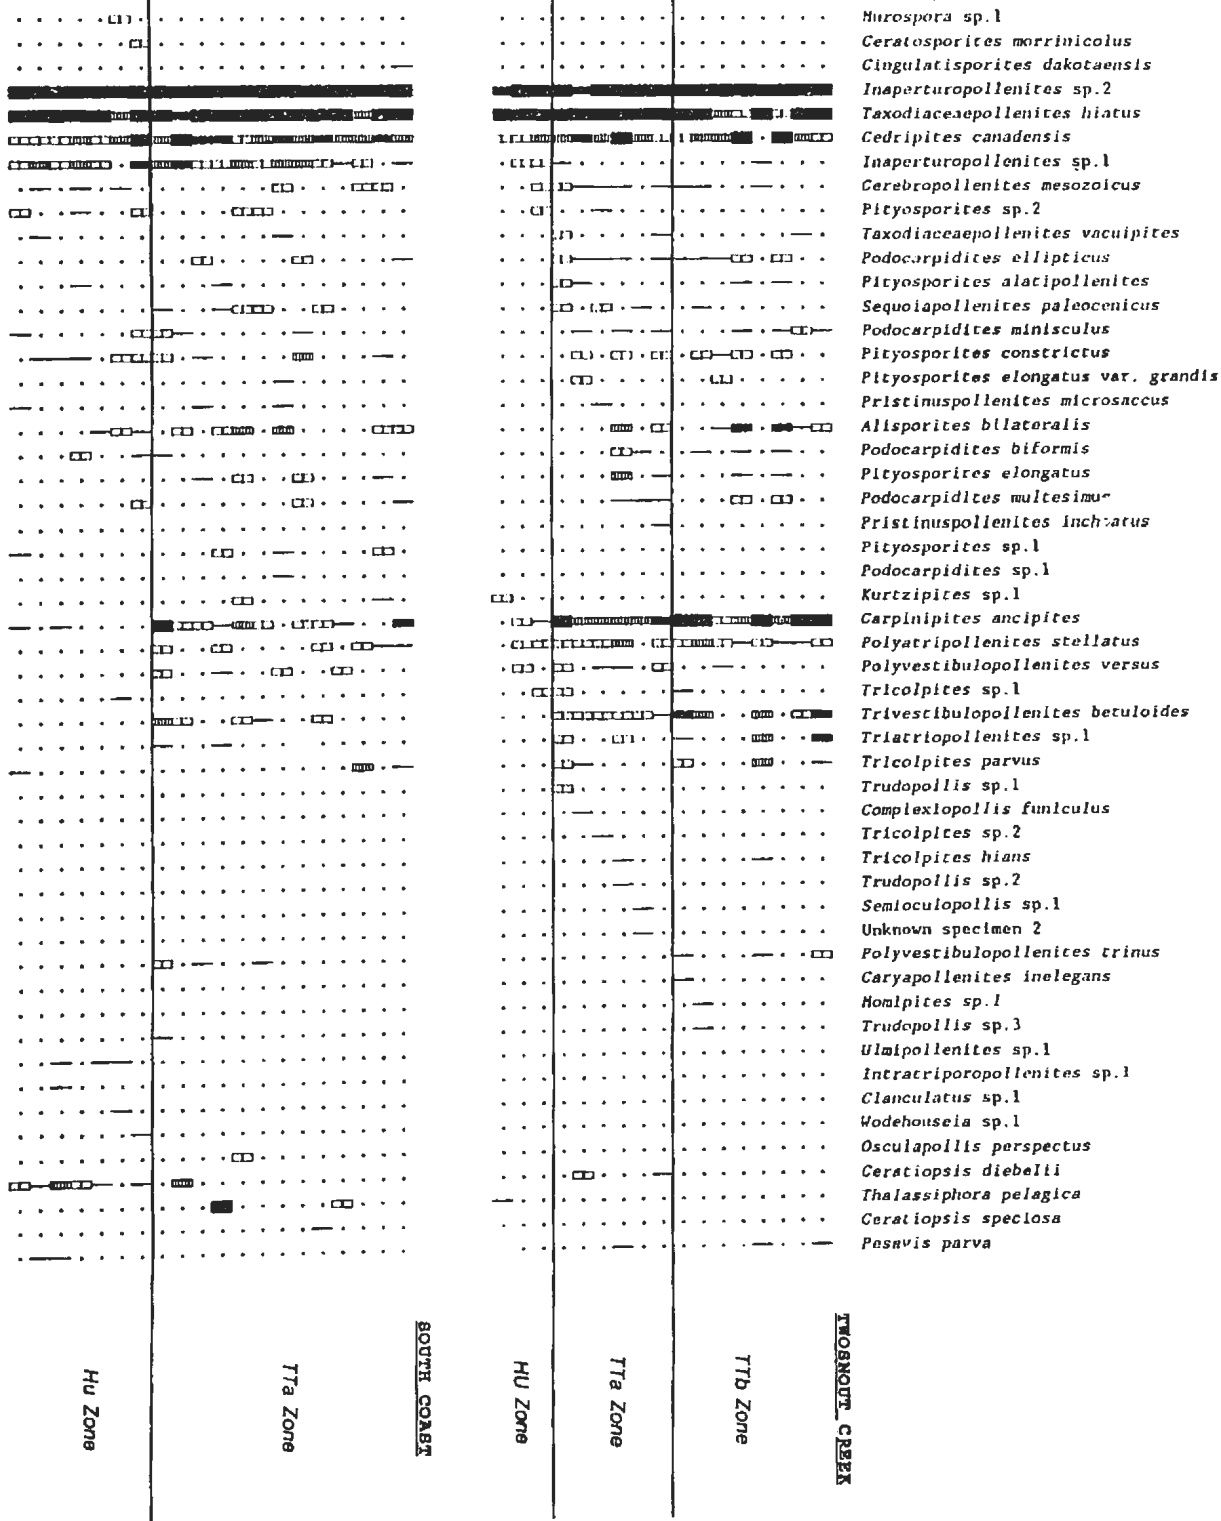 Murospora sp.1
Ceratosporites morrinicolus
Cingulatisporites dakotaensis
Inaperturopollenites sp.2
Taxodiaceaepollenites hiatus
Cedripites canadensis
Inaperturopollenites sp.1
Cerebropollenites mesozoicus
Pityosporites sp.2
Taxodiaceaepollenites vacuipites
Podocarpidites ellipticus
Pityosporites alatipollenites
Sequoiapollenites paleocenicus
Podocarpidites minisculus
Pityosporites constrictus
Pityosporites elongatus var. grandis
Pristinuspollenites microsaccus
Alisporites bilateralis
Podocarpidites biformis
Pityosporites elongatus
Podocarpidites multesimus
Pristinuspollenites inchoatus
Pityosporites sp.1
Podocarpidites sp.1
Kurtzipites sp.1
Carpinipites ancipites
Polyatripollenites stellatus
Polyvestibulopollenites versus
Tricolpites sp.1
Trivestibulopollenites betuloides
Triatriopollenites sp.1
Tricolpites parvus
Trudopollis sp.1
Complexiopollis funiculus
Tricolpites sp.2
Tricolpites hians
Trudopollis sp.2
Semioculopollis sp.1
Unknown specimen 2
Polyvestibulopollenites trinus
Caryapollenites inelegans
Momipites sp.1
Trudopollis sp.3
Ulmipollenites sp.1
Intratriporopollenites sp.1
Clanculatus sp.1
Wodehouseia sp.1
Osculapollis perspectus
Ceratiopsis diebelii
Thalassiphora pelagica
Ceratiopsis speciosa
Pesavis parva
TWOSNOUT CREEK
TTb Zone
TTa Zone
HU Zone
SOUTH COAST
TTa Zone
Hu Zone